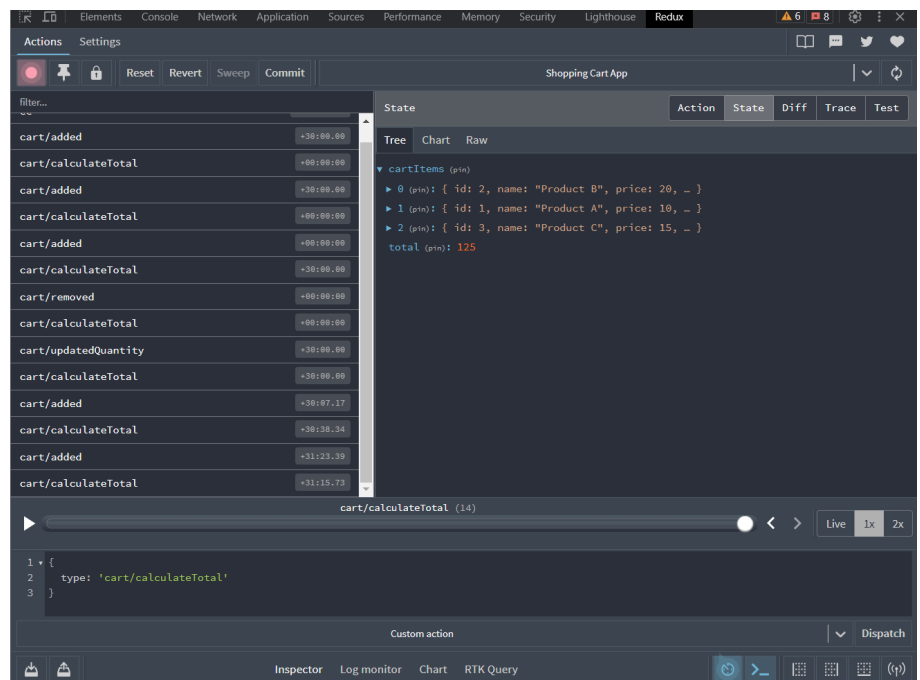 Elements Console Network Application Sources Performance Memory Security Lighthouse Redux 6 8
Actions Settings
Reset Revert Sweep Commit Shopping Cart App
filter...
State Action State Diff Trace Test
Tree Chart Raw
cart/added +30:00.00
cart/calculateTotal +00:00:00
cart/added +30:00.00
cart/calculateTotal +00:00:00
cart/added +00:00:00
cart/calculateTotal +30:00.00
cart/removed +00:00:00
cart/calculateTotal +00:00:00
cart/updatedQuantity +30:00.00
cart/calculateTotal +30:00.00
cart/added +30:07.17
cart/calculateTotal +30:38.34
cart/added +31:23.39
cart/calculateTotal +31:15.73
cartItems (pin)
0 (pin): { id: 2, name: "Product B", price: 20, … }
1 (pin): { id: 1, name: "Product A", price: 10, … }
2 (pin): { id: 3, name: "Product C", price: 15, … }
total (pin): 125
cart/calculateTotal (14)
Live 1x 2x
1 {
2 type: 'cart/calculateTotal'
3 }
Custom action Dispatch
Inspector Log monitor Chart RTK Query